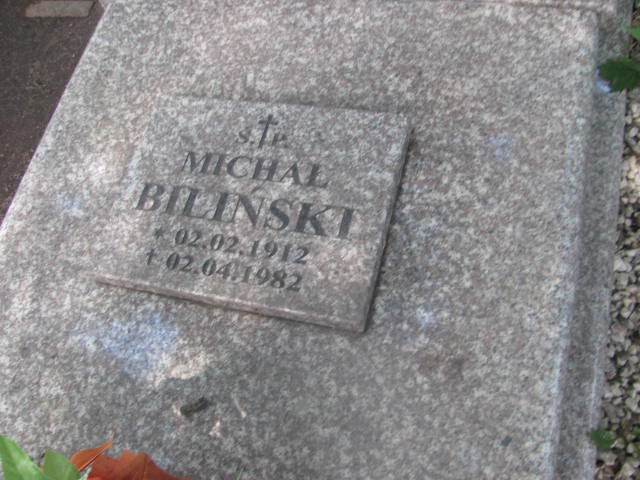 Ś. P.
MICHAŁ
BILIŃSKI
* 02.02.1912
† 02.04.1982